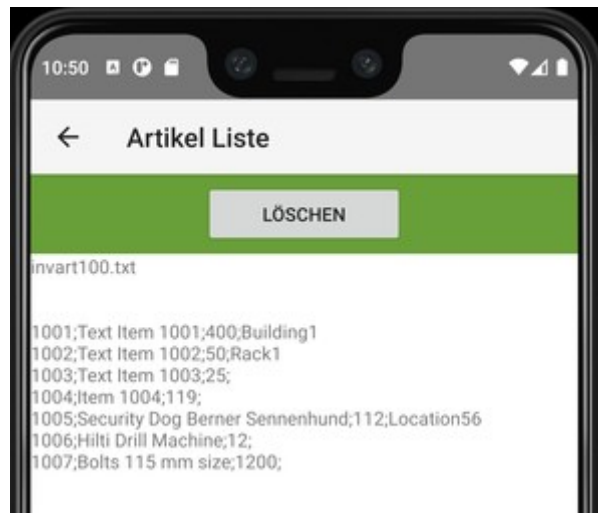 10:50
Artikel Liste
LÖSCHEN
invart100.txt
1001;Text Item 1001;400;Building1
1002;Text Item 1002;50;Rack1
1003;Text Item 1003;25;
1004;Item 1004;119;
1005;Security Dog Berner Sennenhund;112;Location56
1006;Hilti Drill Machine;12;
1007;Bolts 115 mm size;1200;